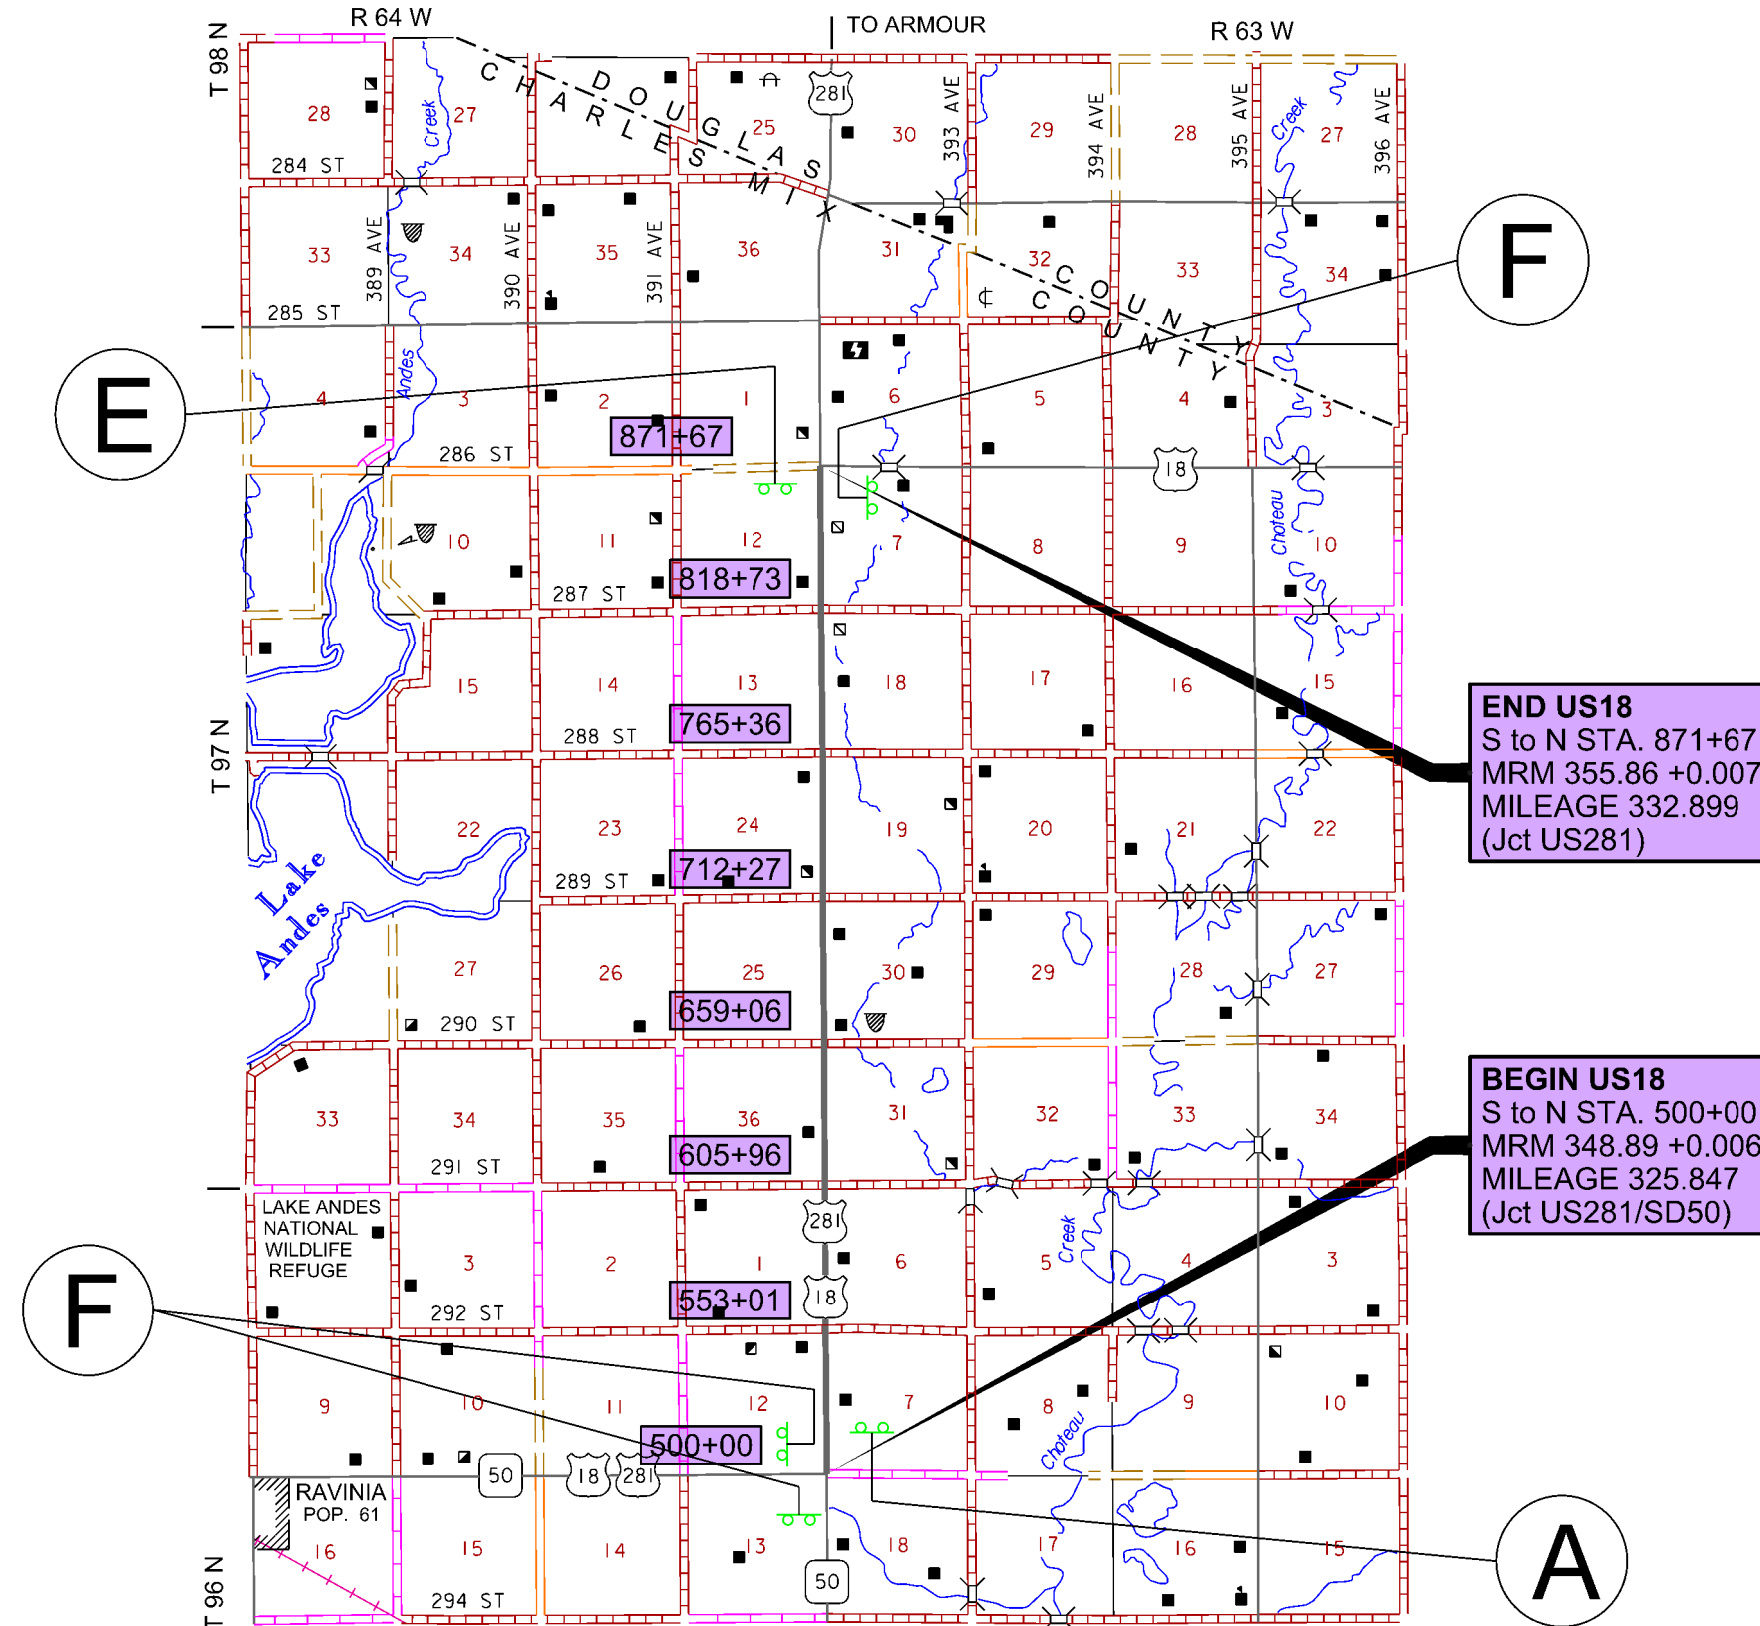 R 64 W
TO ARMOUR
R 63 W
T 98 N
281
DOUGLAS
CHARLES MIX
COUNTY
COUNTY
28
27
25
30
29
28
27
Creek
Creek
393 AVE
394 AVE
395 AVE
396 AVE
284 ST
33
34
35
36
31
32
33
34
389 AVE
390 AVE
391 AVE
285 ST
F
E
Andes
4
3
2
1
6
5
4
3
871+67
286 ST
18
Choteau
10
11
12
7
8
9
10
818+73
287 ST
15
14
13
18
17
16
15
T 97 N
765+36
288 ST
END US18
S to N STA. 871+67
MRM 355.86 +0.007
MILEAGE 332.899
(Jct US281)
22
23
24
19
20
21
22
712+27
289 ST
Lake
Andes
27
26
25
30
29
28
27
659+06
290 ST
33
34
35
36
31
32
33
34
605+96
291 ST
BEGIN US18
S to N STA. 500+00
MRM 348.89 +0.006
MILEAGE 325.847
(Jct US281/SD50)
LAKE ANDES
NATIONAL
WILDLIFE
REFUGE
281
Creek
3
2
1
6
5
4
3
553+01
18
292 ST
F
9
10
11
12
7
8
9
10
500+00
Choteau
50
18
281
RAVINIA
POP. 61
16
15
14
13
18
17
16
15
A
50
294 ST
T 96 N